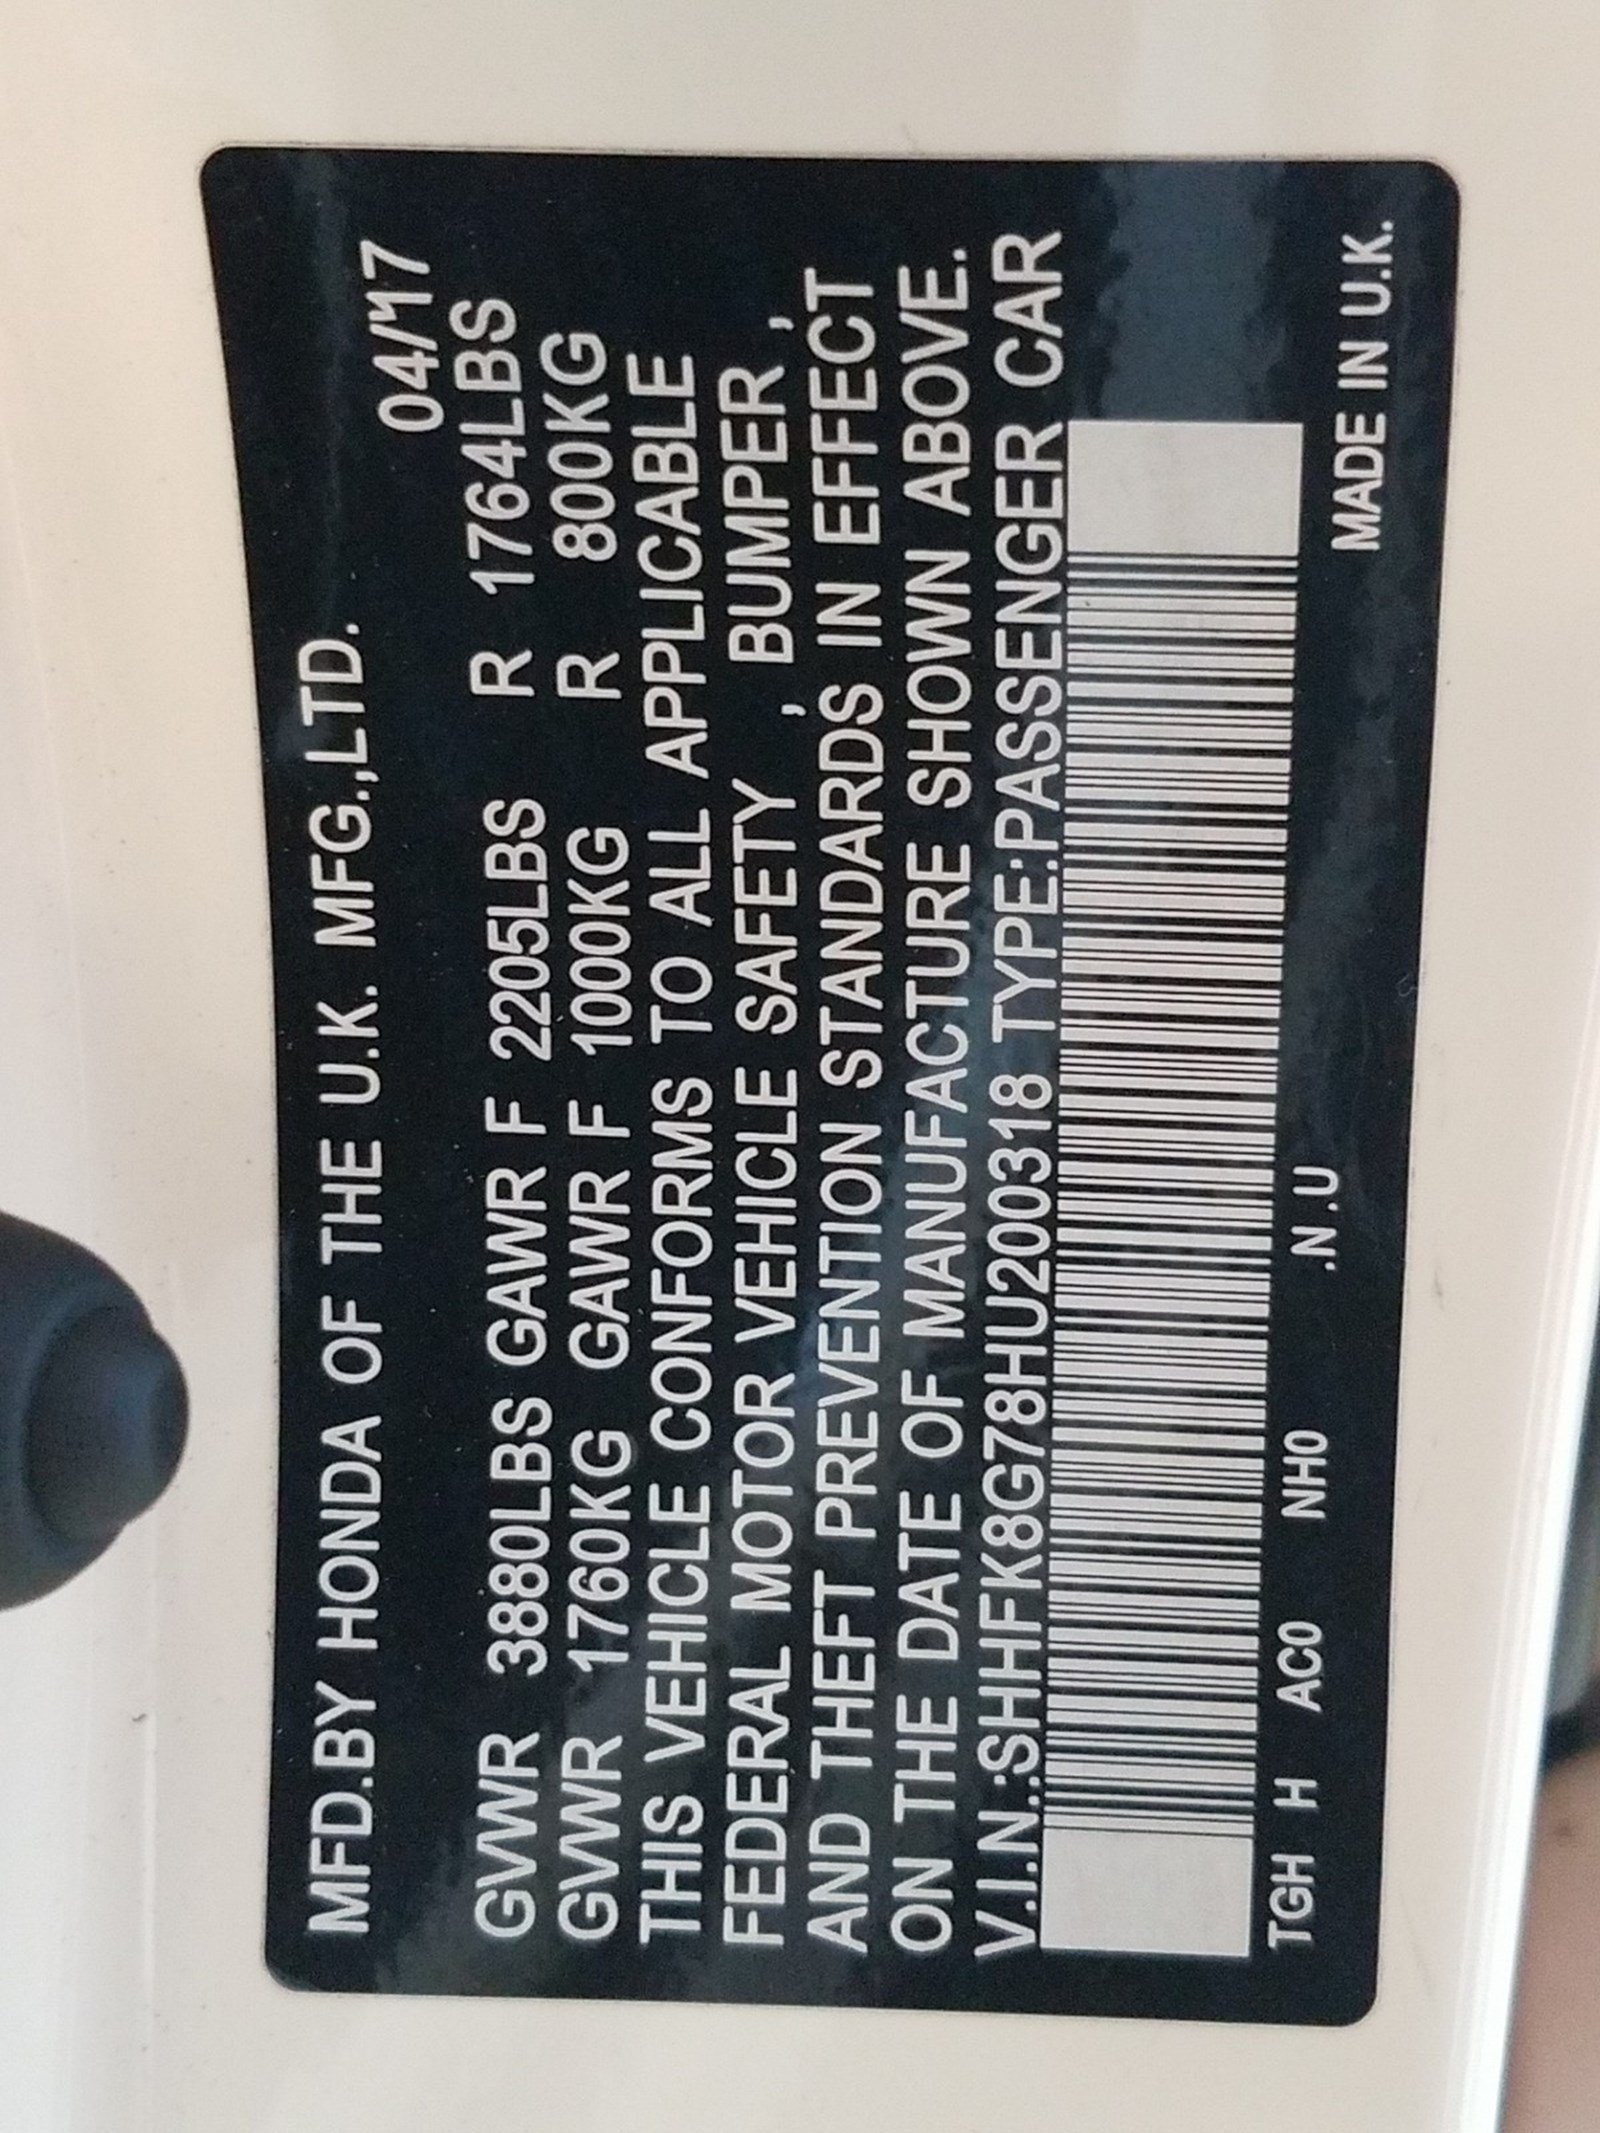 MFD.BY HONDA OF THE U.K. MFG.,LTD.
04/17
GVWR 3880LBS GAWR F 2205LBS R 1764LBS
GVWR 1760KG GAWR F 1000KG R 800KG
THIS VEHICLE CONFORMS TO ALL APPLICABLE
FEDERAL MOTOR VEHICLE SAFETY , BUMPER ,
AND THEFT PREVENTION STANDARDS IN EFFECT
ON THE DATE OF MANUFACTURE SHOWN ABOVE.
V.I.N.:SHHFK8G78HU200318 TYPE:PASSENGER CAR
TGH H AC0 NH0 .N .U
MADE IN U.K.